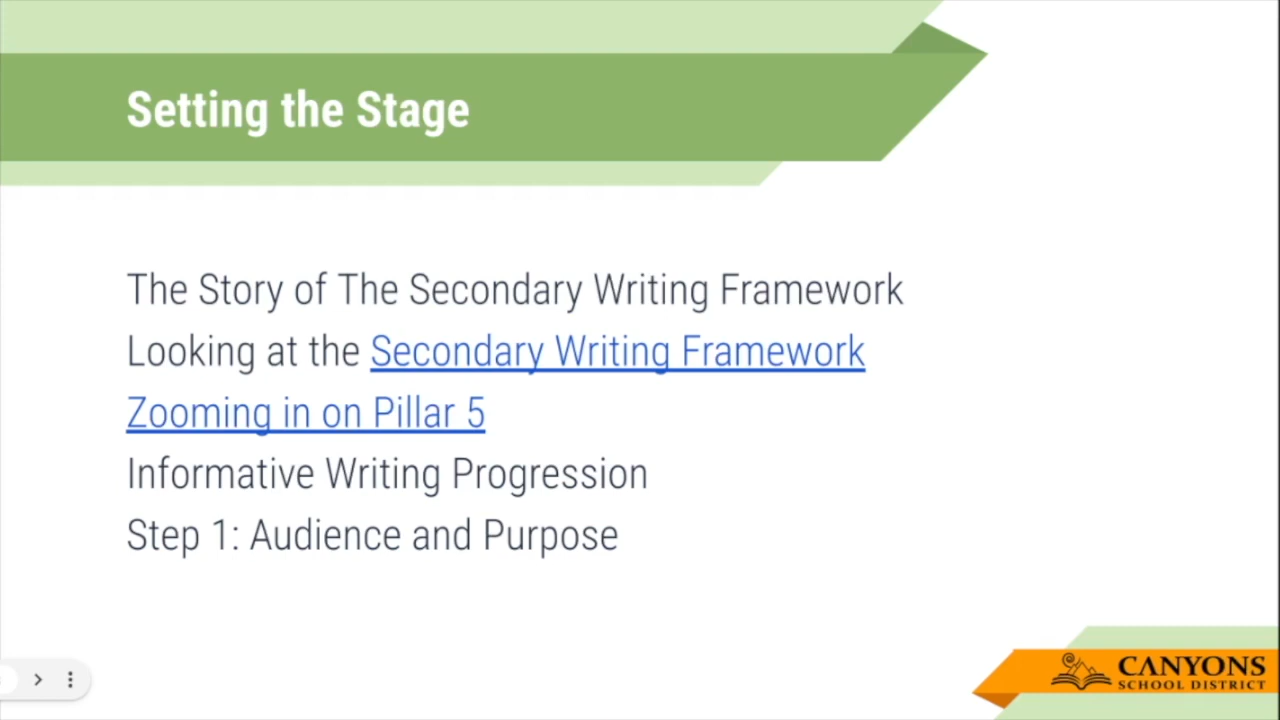 Setting the Stage
The Story of The Secondary Writing Framework
Looking at the Secondary Writing Framework
Zooming in on Pillar 5
Informative Writing Progression
Step 1: Audience and Purpose
CANYONS
SCHOOL DISTRICT